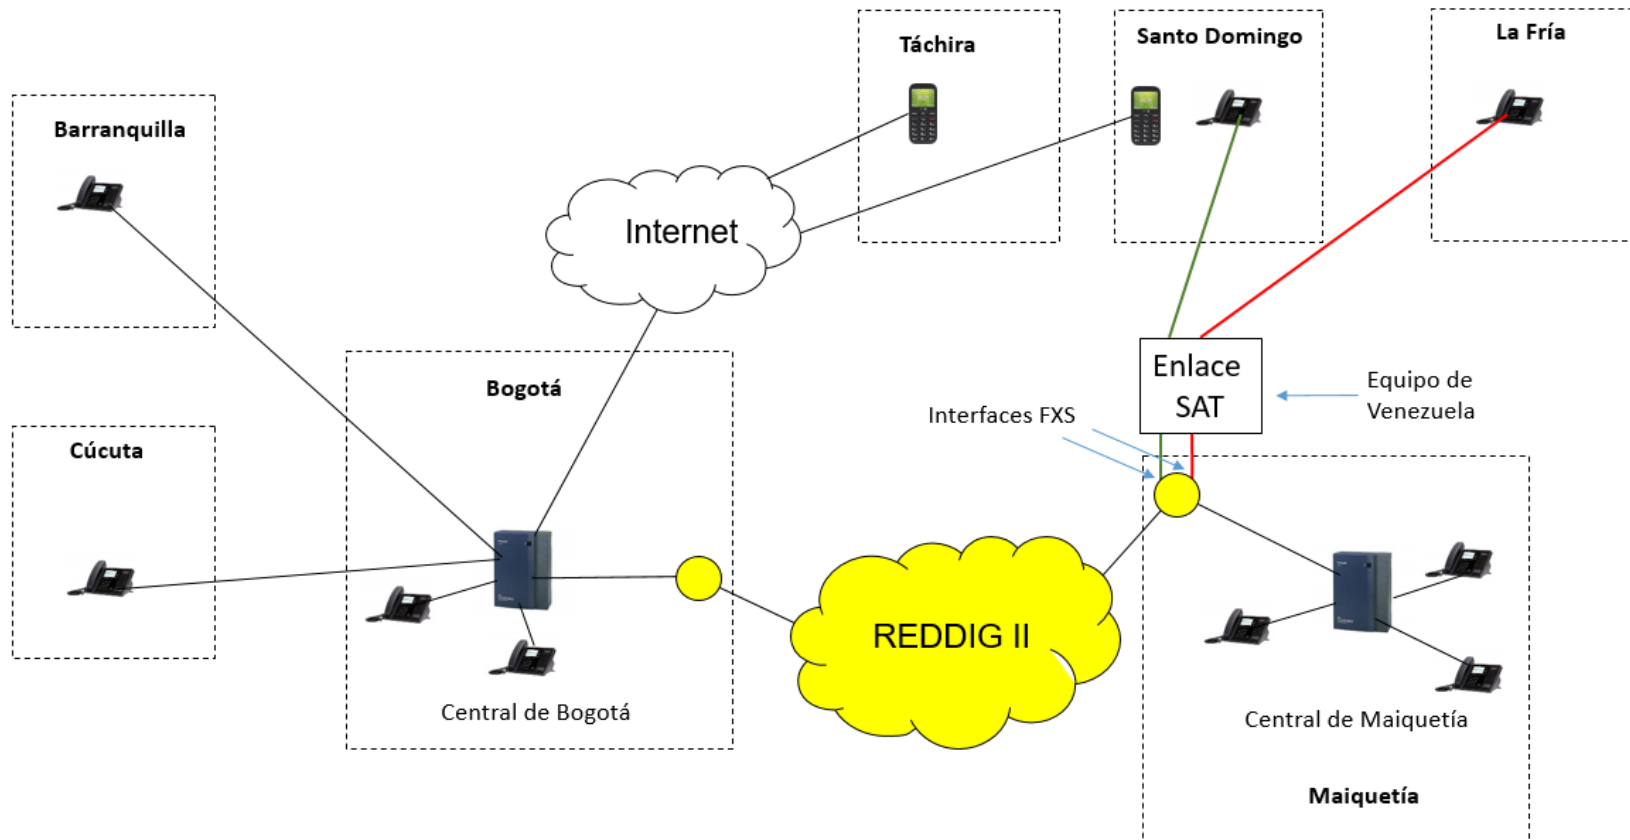 Táchira
Santo Domingo
La Fría
Barranquilla
Internet
Bogotá
Enlace
SAT
Equipo de
Venezuela
Interfaces FXS
Cúcuta
REDDIG II
Central de Bogotá
Central de Maiquetía
Maiquetía